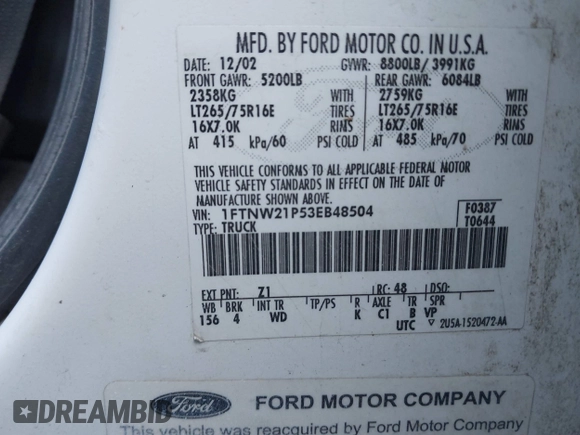 MFD. BY FORD MOTOR CO. IN U.S.A.
DATE: 12/02 GVWR: 8800LB/ 3991KG
FRONT GAWR: 5200LB REAR GAWR: 6084LB
2358KG WITH 2759KG WITH
LT265/75R16E TIRES LT265/75R16E TIRES
16X7.0K RIMS 16X7.0K RIMS
AT 415 kPa/60 PSI COLD AT 485 kPa/70 PSI COLD
THIS VEHICLE CONFORMS TO ALL APPLICABLE FEDERAL MOTOR
VEHICLE SAFETY STANDARDS IN EFFECT ON THE DATE OF
MANUFACTURE SHOWN ABOVE.
VIN: 1FTNW21P53EB48504 F0387
TYPE: TRUCK T0644
EXT PNT: Z1 RC: 48 DSO:
WB BRK INT TR TP/PS R AXLE TR SPR
156 4 WD K C1 B VP
UTC 2U5A-1520472-AA
Ford FORD MOTOR COMPANY
This vehicle was reacquired by Ford Motor Company
DREAMBID